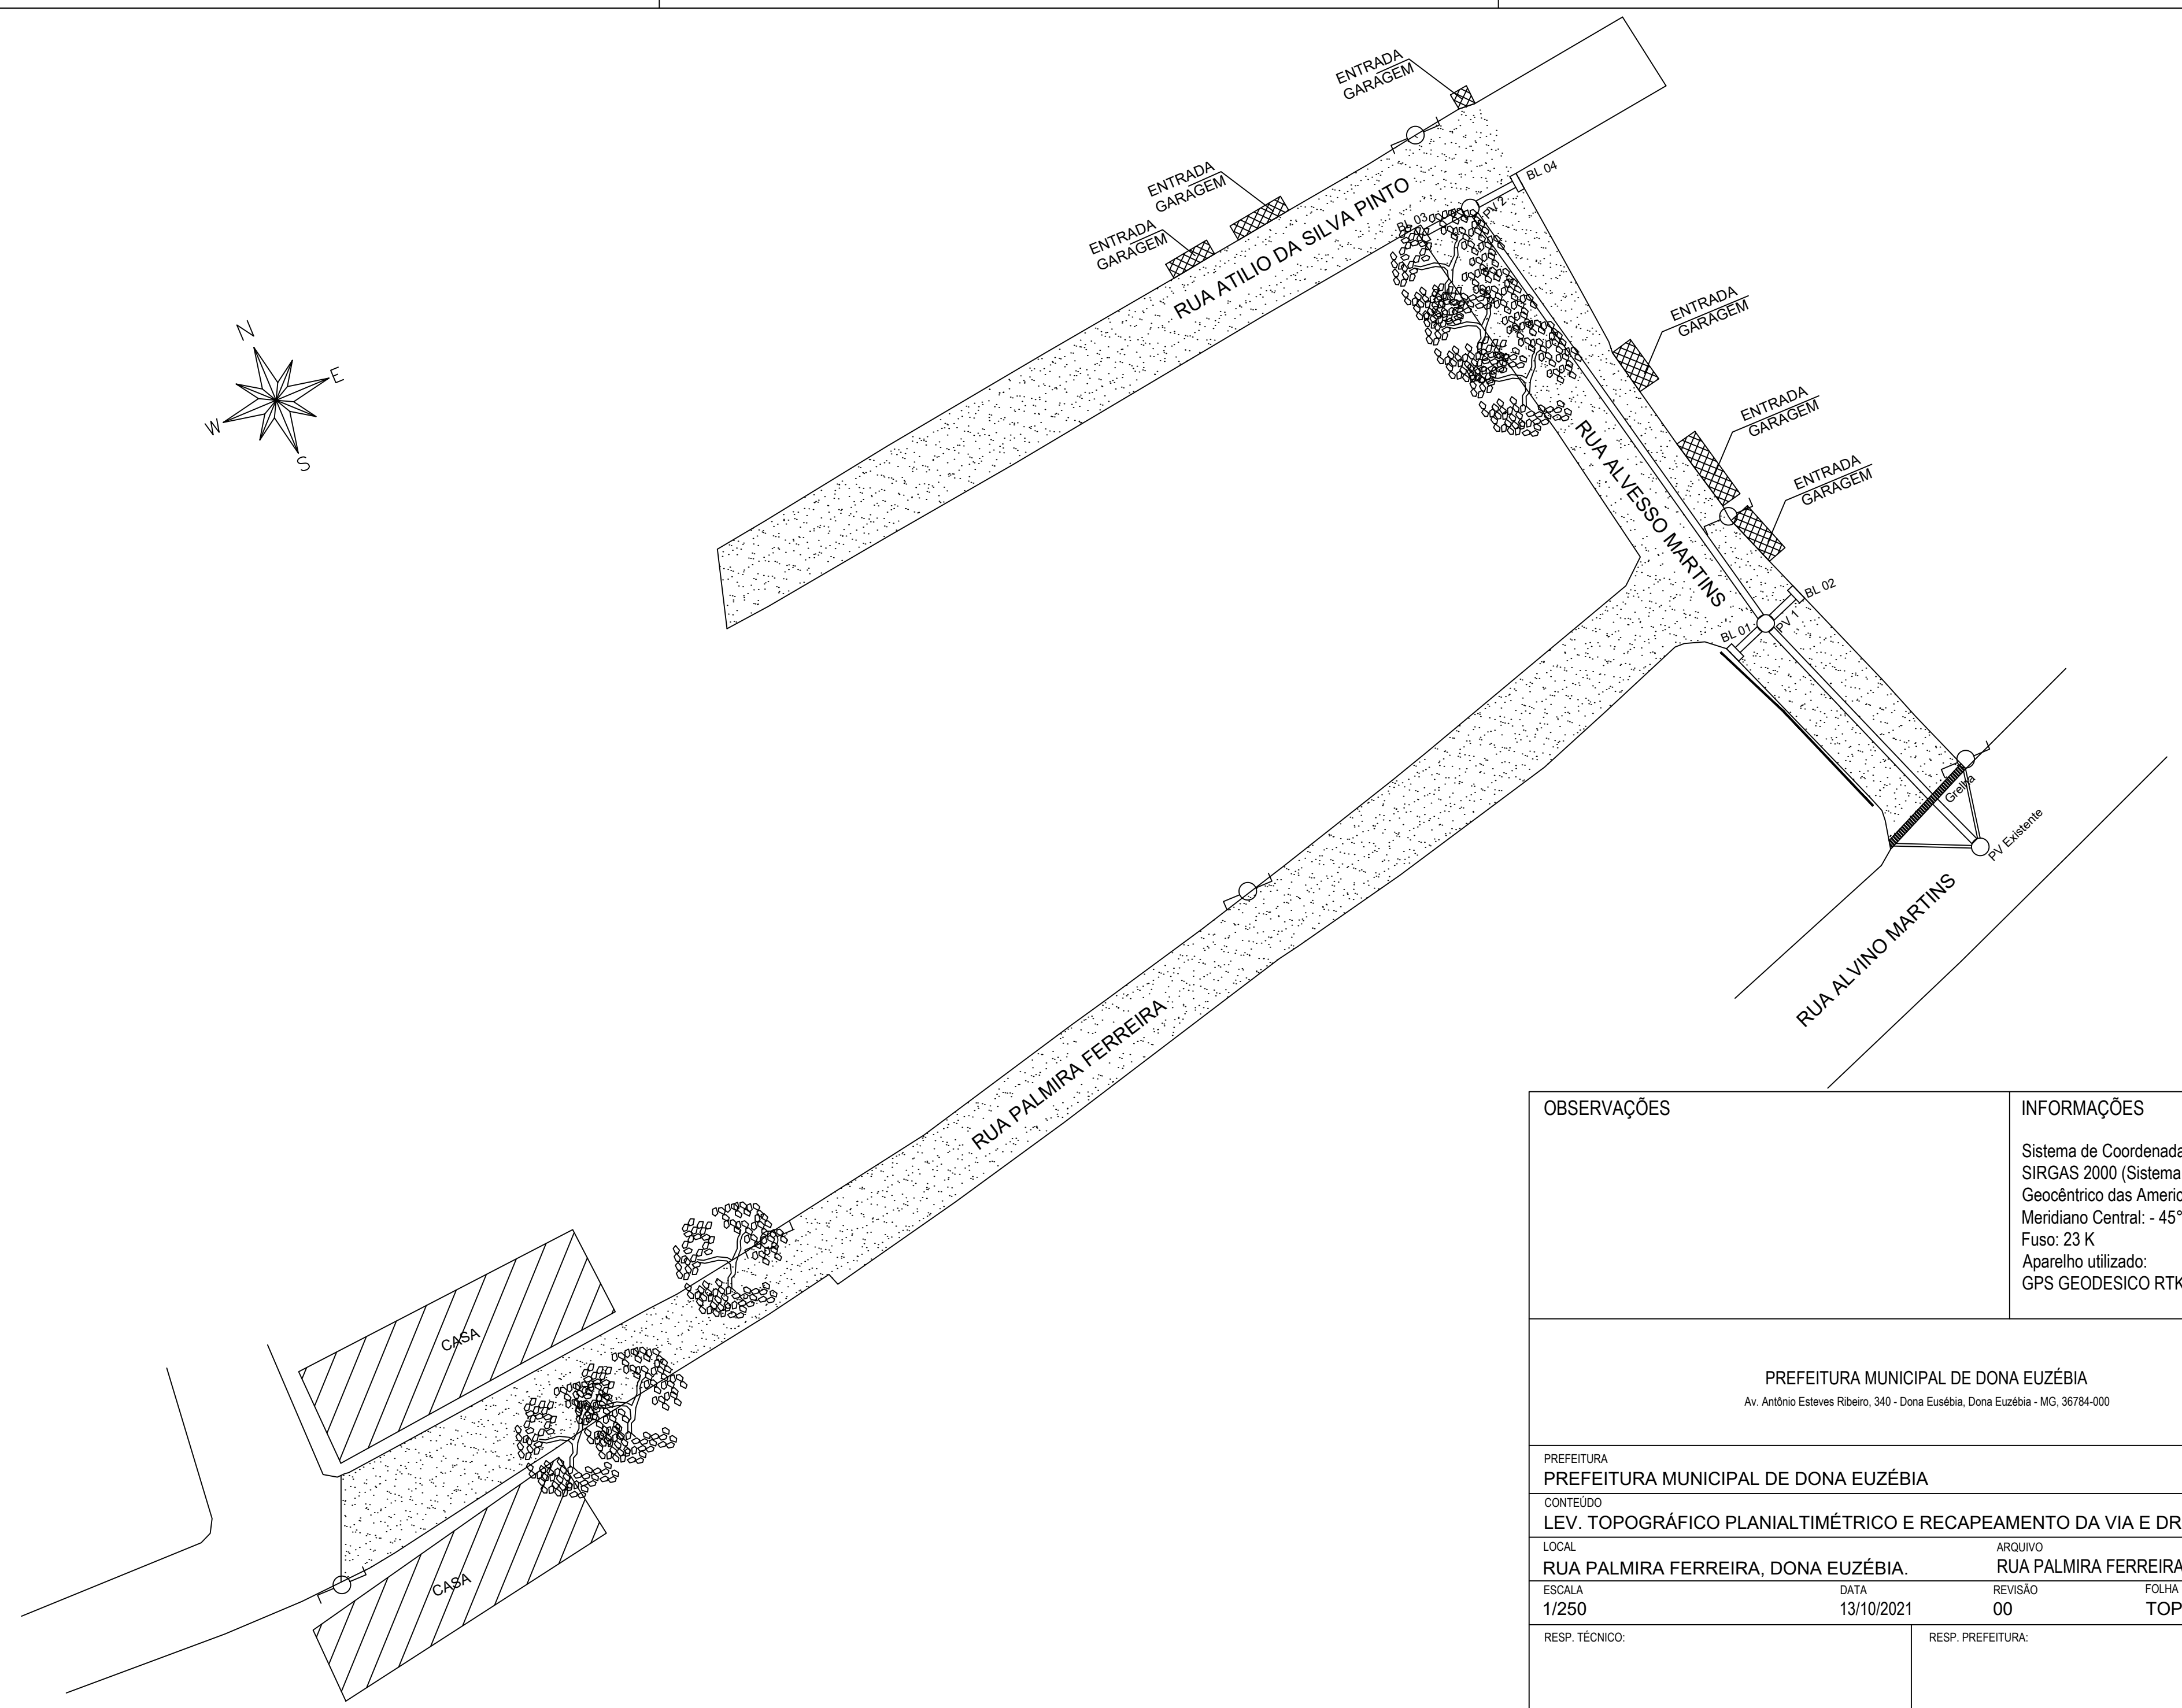 ENTRADA
GARAGEM
ENTRADA
GARAGEM
ENTRADA
GARAGEM
BL 04
PV 2
BL 03
RUA ATILIO DA SILVA PINTO
ENTRADA
GARAGEM
ENTRADA
GARAGEM
ENTRADA
GARAGEM
N
E
W
S
RUA ALVESSO MARTINS
BL 02
PV 1
BL 01
Grelha
PV Existente
RUA ALVINO MARTINS
RUA PALMIRA FERREIRA
CASA
CASA
OBSERVAÇÕES
INFORMAÇÕES
Sistema de Coordenada
SIRGAS 2000 (Sistema
Geocêntrico das Americ
Meridiano Central: - 45°
Fuso: 23 K
Aparelho utilizado:
GPS GEODESICO RTK
PREFEITURA MUNICIPAL DE DONA EUZÉBIA
Av. Antônio Esteves Ribeiro, 340 - Dona Eusébia, Dona Euzébia - MG, 36784-000
PREFEITURA
PREFEITURA MUNICIPAL DE DONA EUZÉBIA
CONTEÚDO
LEV. TOPOGRÁFICO PLANIALTIMÉTRICO E RECAPEAMENTO DA VIA E DR
LOCAL
RUA PALMIRA FERREIRA, DONA EUZÉBIA.
ARQUIVO
RUA PALMIRA FERREIRA
ESCALA
1/250
DATA
13/10/2021
REVISÃO
00
FOLHA
TOP
RESP. TÉCNICO:
RESP. PREFEITURA: